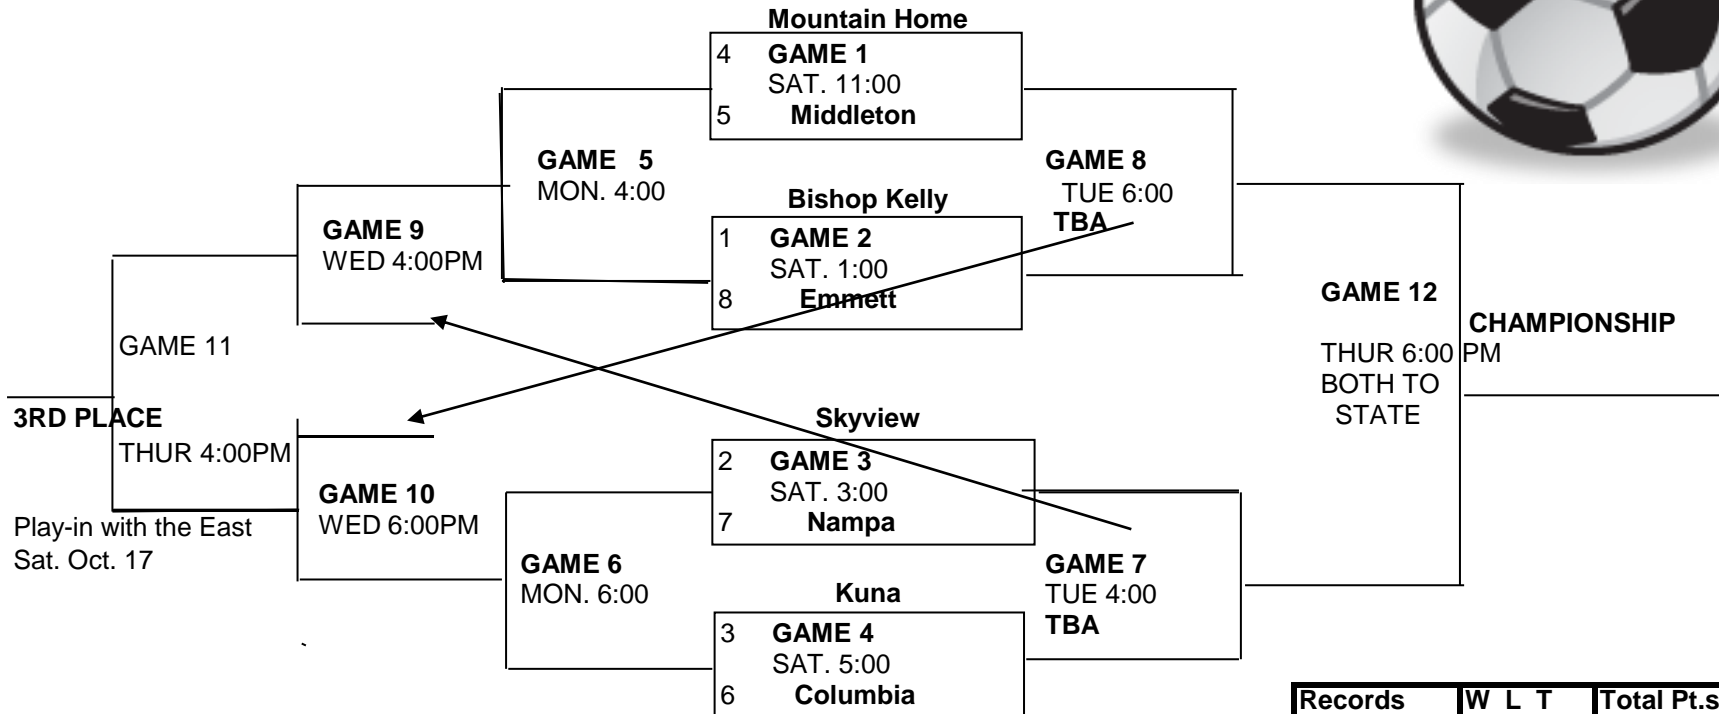 Mountain Home
4 GAME 1
SAT. 11:00
5 Middleton
GAME 5
MON. 4:00
GAME 8
TUE 6:00
TBA
Bishop Kelly
1 GAME 2
SAT. 1:00
8 Emmett
GAME 9
WED 4:00PM
GAME 12
CHAMPIONSHIP
THUR 6:00 PM
BOTH TO
STATE
GAME 11
3RD PLACE
THUR 4:00PM
Skyview
2 GAME 3
SAT. 3:00
7 Nampa
GAME 10
WED 6:00PM
Play-in with the East
Sat. Oct. 17
GAME 6
MON. 6:00
GAME 7
TUE 4:00
TBA
Kuna
3 GAME 4
SAT. 5:00
6 Columbia
Records W L T Total Pt.s